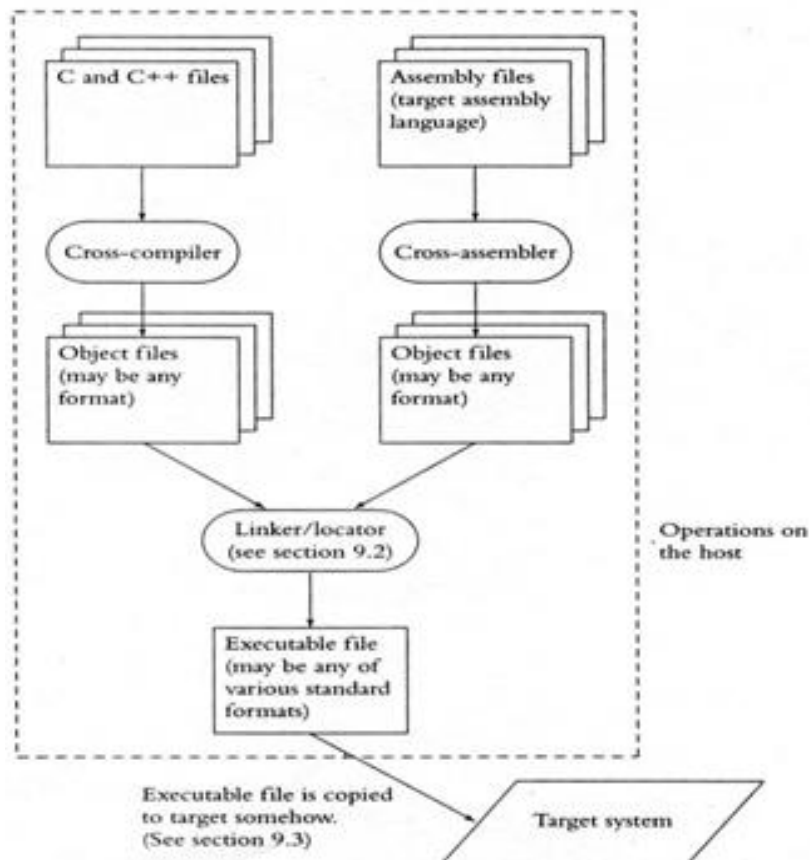 C and C++ files
Assembly files
(target assembly
language)
Cross-compiler
Cross-assembler
Object files
(may be any
format)
Object files
(may be any
format)
Linker/locator
(see section 9.2)
Operations on
the host
Executable file
(may be any of
various standard
formats)
Executable file is copied
to target somehow.
(See section 9.3)
Target system